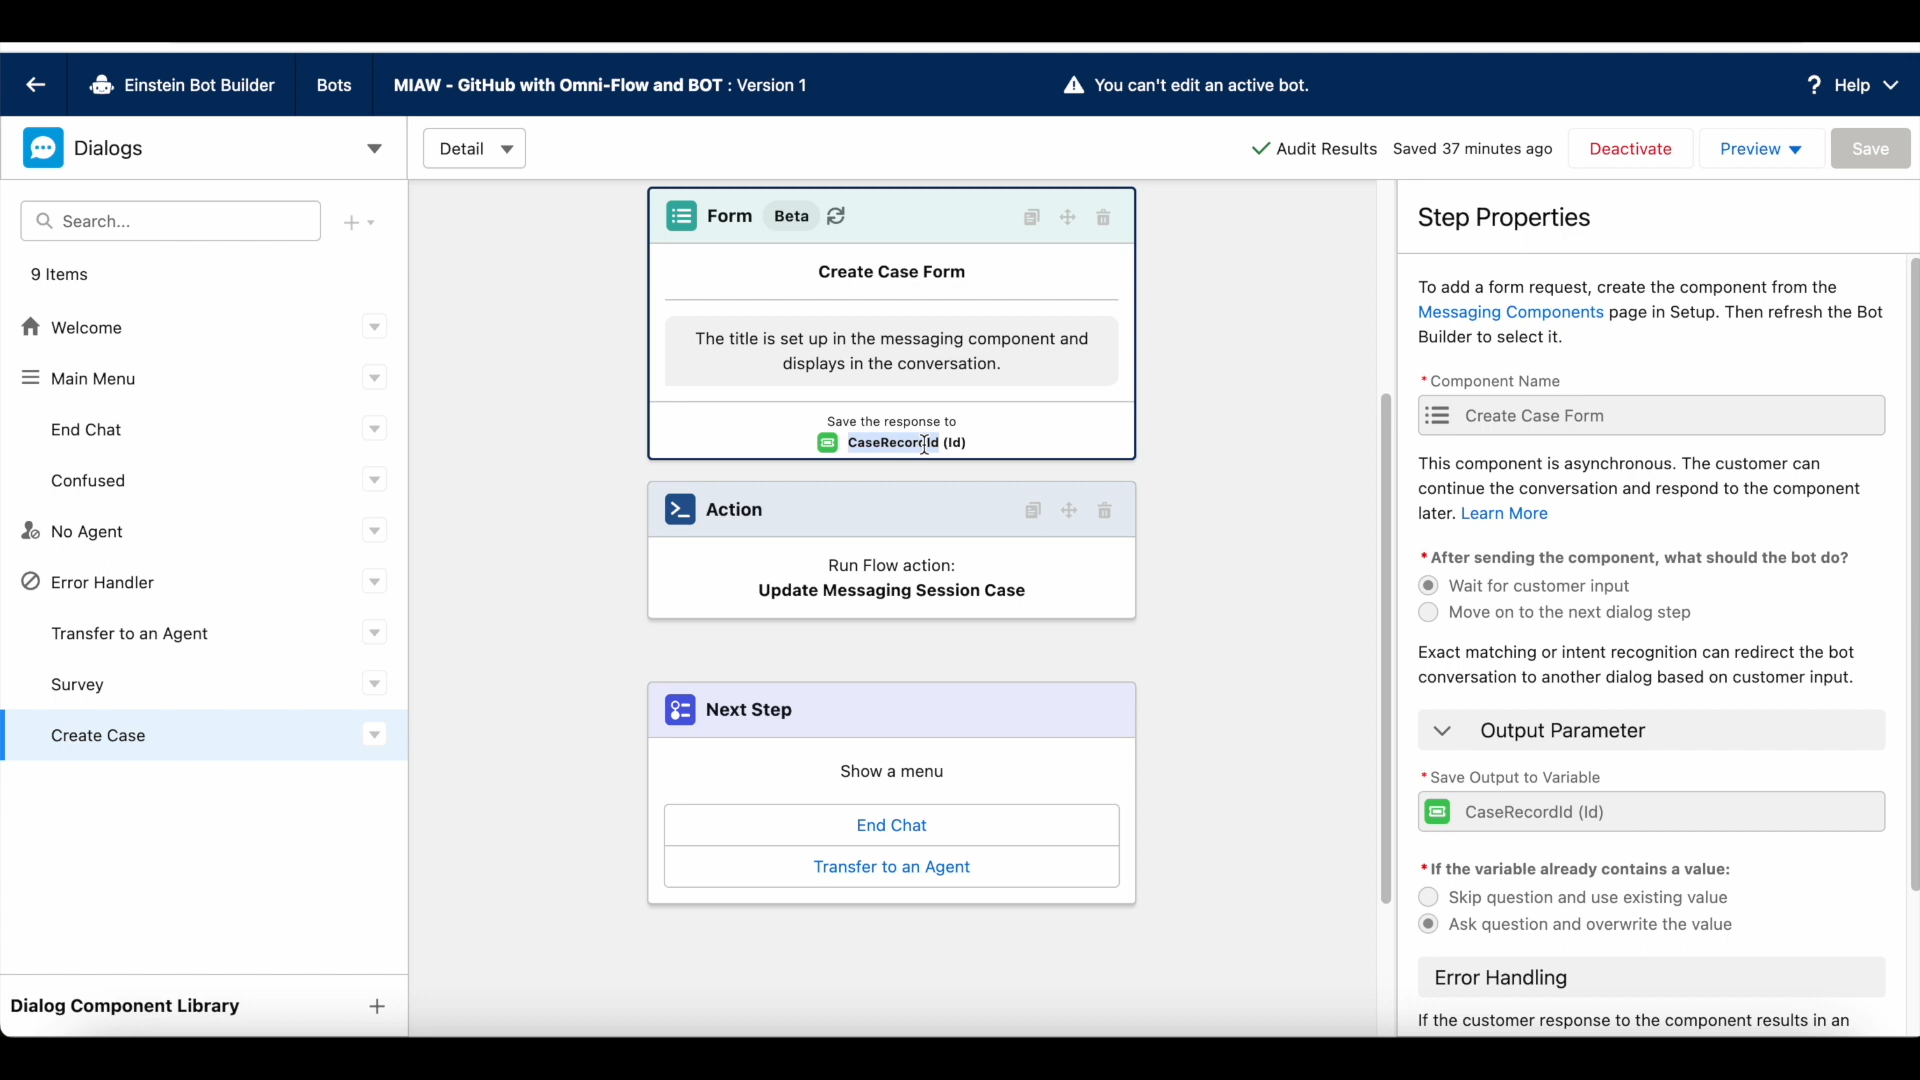 Einstein Bot Builder
Bots
MIAW - GitHub with Omni-Flow and BOT : Version 1
You can't edit an active bot.
? Help
Dialogs
Detail
Audit Results
Saved 37 minutes ago
Deactivate
Preview
Save
Search...
9 Items
Welcome
Main Menu
End Chat
Confused
No Agent
Error Handler
Transfer to an Agent
Survey
Create Case
Dialog Component Library
Form
Beta
Create Case Form
The title is set up in the messaging component and
displays in the conversation.
Save the response to
CaseRecordId (Id)
Action
Run Flow action:
Update Messaging Session Case
Next Step
Show a menu
End Chat
Transfer to an Agent
Step Properties
To add a form request, create the component from the
Messaging Components page in Setup. Then refresh the Bot
Builder to select it.
* Component Name
Create Case Form
This component is asynchronous. The customer can
continue the conversation and respond to the component
later. Learn More
* After sending the component, what should the bot do?
Wait for customer input
Move on to the next dialog step
Exact matching or intent recognition can redirect the bot
conversation to another dialog based on customer input.
Output Parameter
* Save Output to Variable
CaseRecordId (Id)
* If the variable already contains a value:
Skip question and use existing value
Ask question and overwrite the value
Error Handling
If the customer response to the component results in an